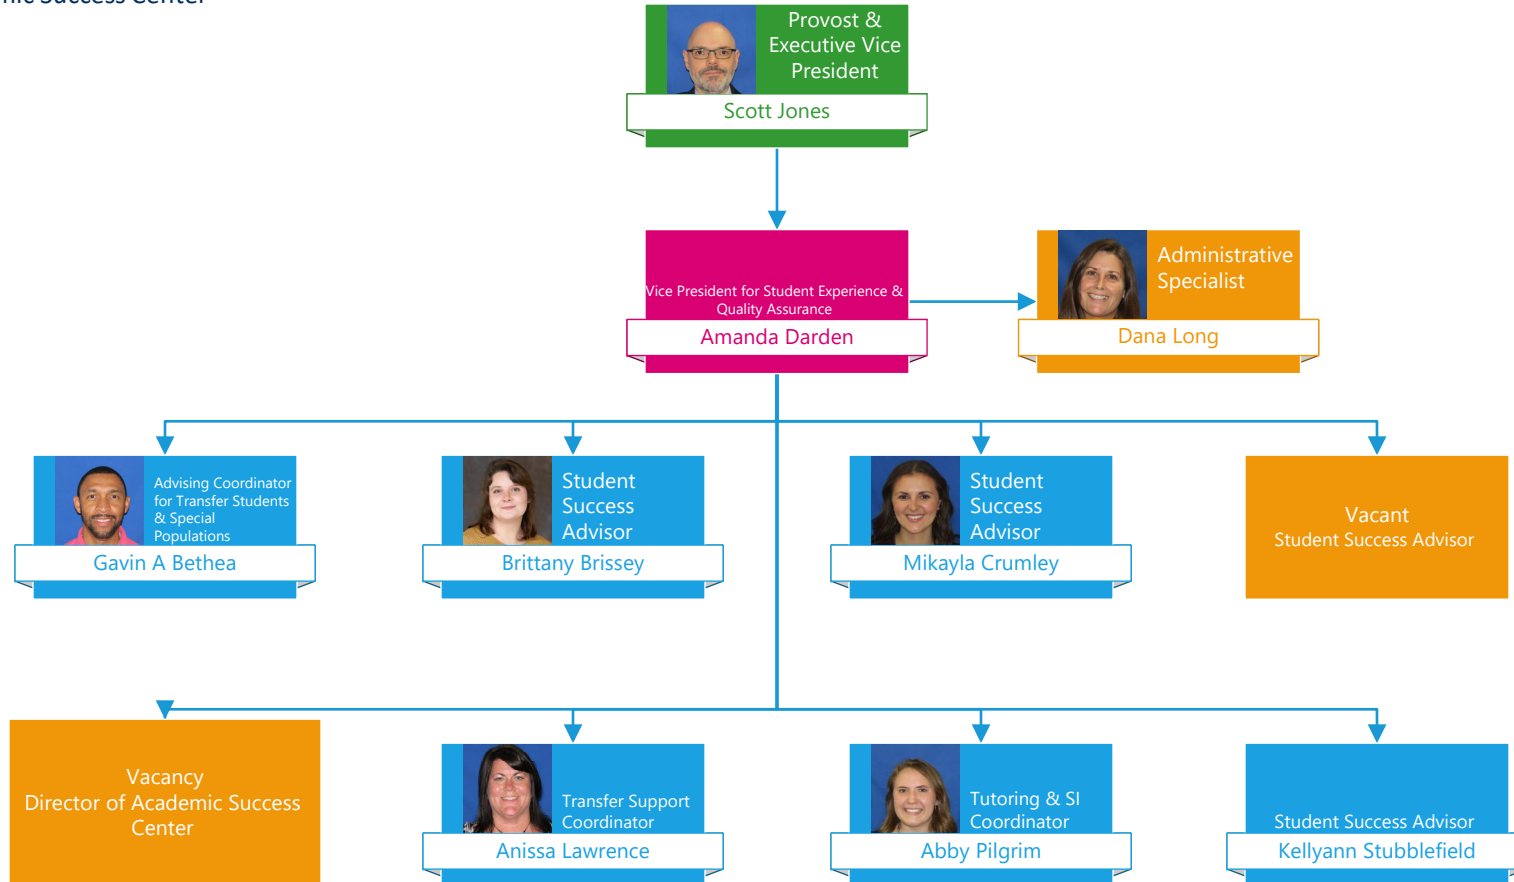 Success Center
Provost &
Executive Vice
President
Scott Jones
Vice President for Student Experience &
Quality Assurance
Amanda Darden
Administrative
Specialist
Dana Long
Advising Coordinator
for Transfer Students
& Special
Populations
Gavin A Bethea
Student
Success
Advisor
Brittany Brissey
Student
Success
Advisor
Mikayla Crumley
Vacant
Student Success Advisor
Vacancy
Director of Academic Success
Center
Transfer Support
Coordinator
Anissa Lawrence
Tutoring & SI
Coordinator
Abby Pilgrim
Student Success Advisor
Kellyann Stubblefield